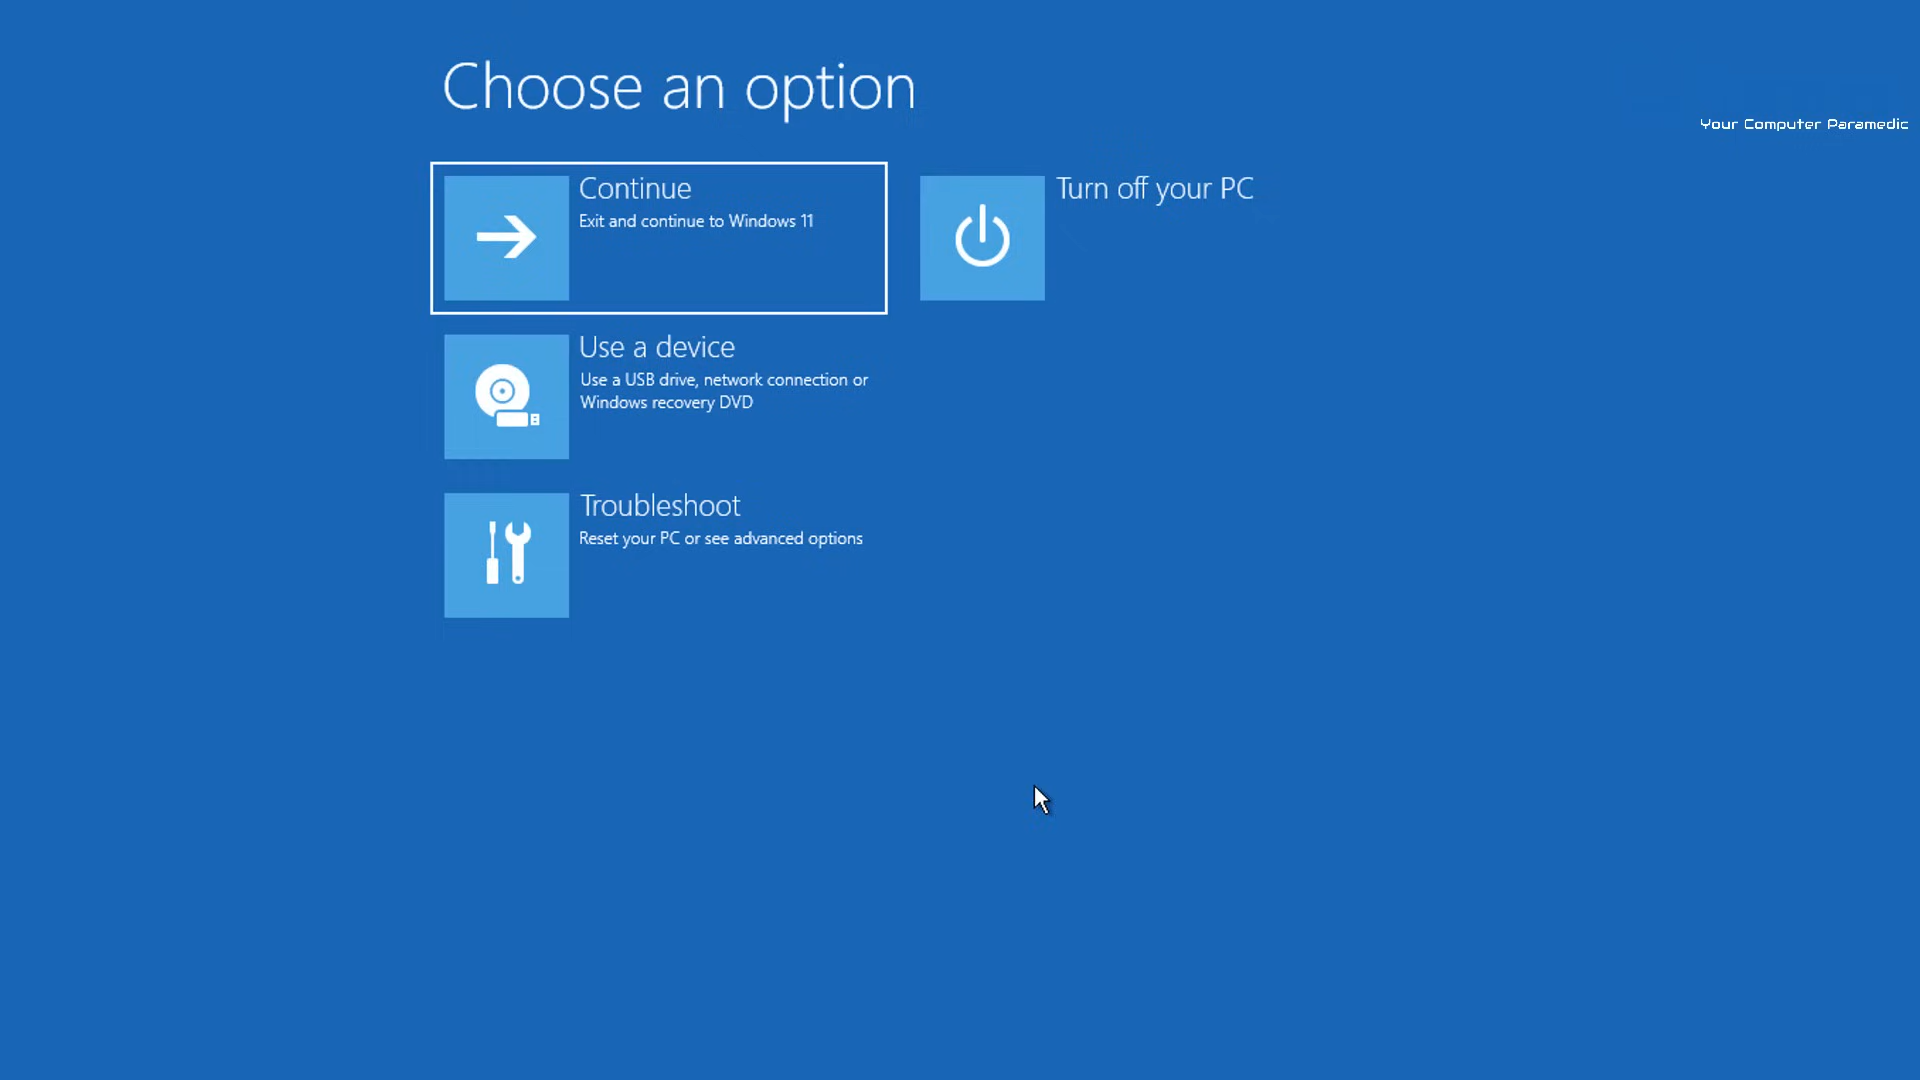 Choose an option
Your Computer Paramedic
Continue
Exit and continue to Windows 11
Turn off your PC
Use a device
Use a USB drive, network connection or
Windows recovery DVD
Troubleshoot
Reset your PC or see advanced options